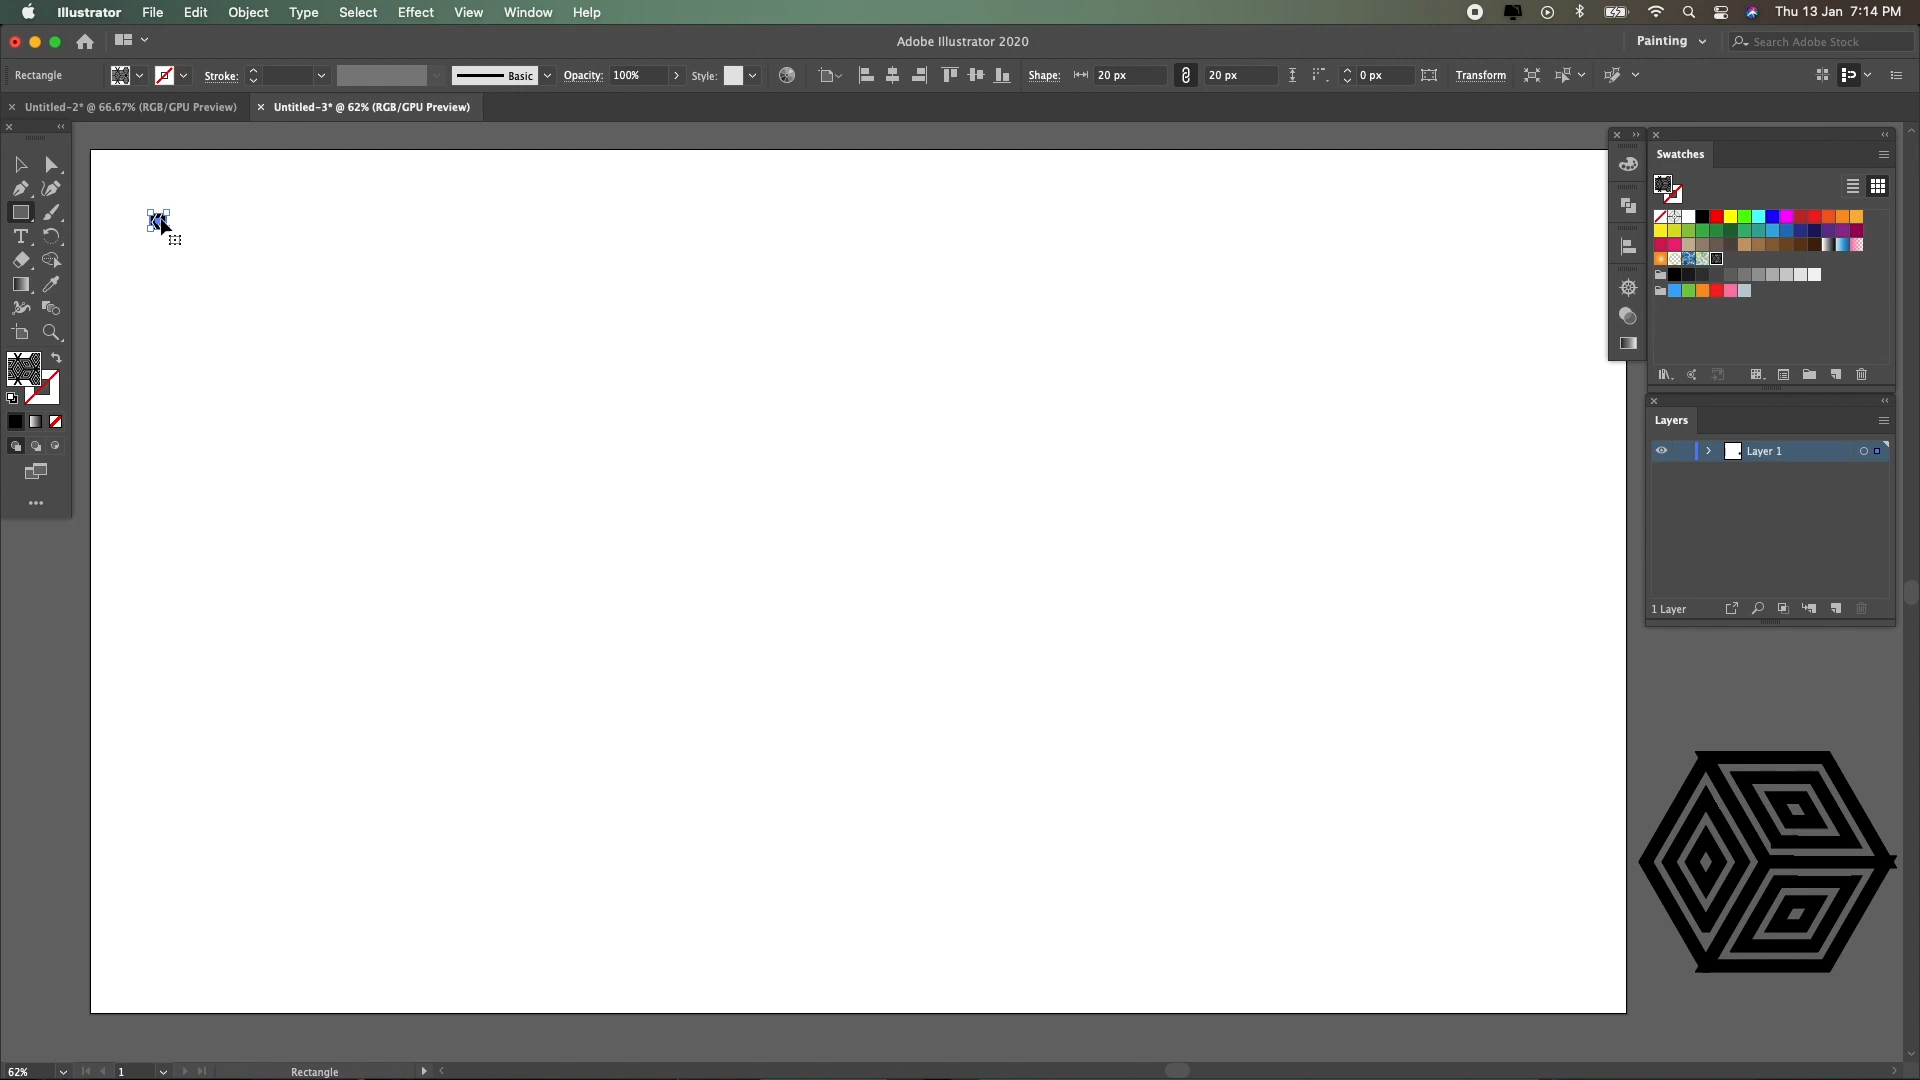 Illustrator File Edit Object Type Select Effect View Window Help Thu 13 Jan 7:14 PM
Adobe Illustrator 2020 Painting Search Adobe Stock
Rectangle Stroke: Basic Opacity: 100% Style: Shape: 20 px 20 px 0 px Transform
Untitled-2* @ 66.67% (RGB/GPU Preview) Untitled-3* @ 62% (RGB/GPU Preview)
Swatches
Layers
Layer 1
1 Layer
62% 1 Rectangle